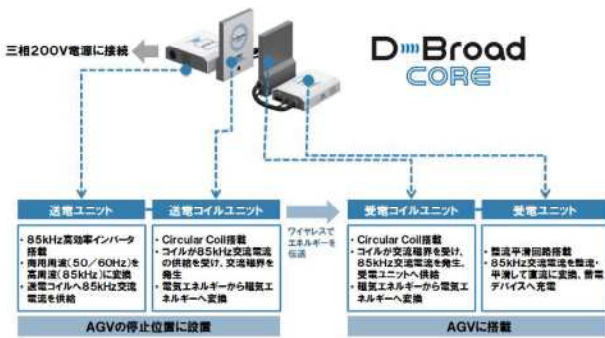 三相200V電源に接続
D Broad
CORE
送電ユニット
・85kHz高効率インバータ
搭載
・商用周波(50/60Hz)を
高周波(85kHz)に変換
・送電コイルへ85kHz交流
電流を供給
送電コイルユニット
・Circular Coil搭載
・コイルが85kHz交流電流
の供給を受け、交流磁界を
発生
・電気エネルギーから磁気エ
ネルギーへ変換
AGVの停止位置に設置
ワイヤレスで
エネルギーを
伝送
受電コイルユニット
・Circular Coil搭載
・コイルが交流磁界を受け、
85kHz交流電流を発生、
受電ユニットへ供給
・磁気エネルギーから電気エ
ネルギーへ変換
受電ユニット
・整流平滑回路搭載
・85kHz交流電流を整流・
平滑して直流に変換、蓄電
デバイスへ充電
AGVに搭載